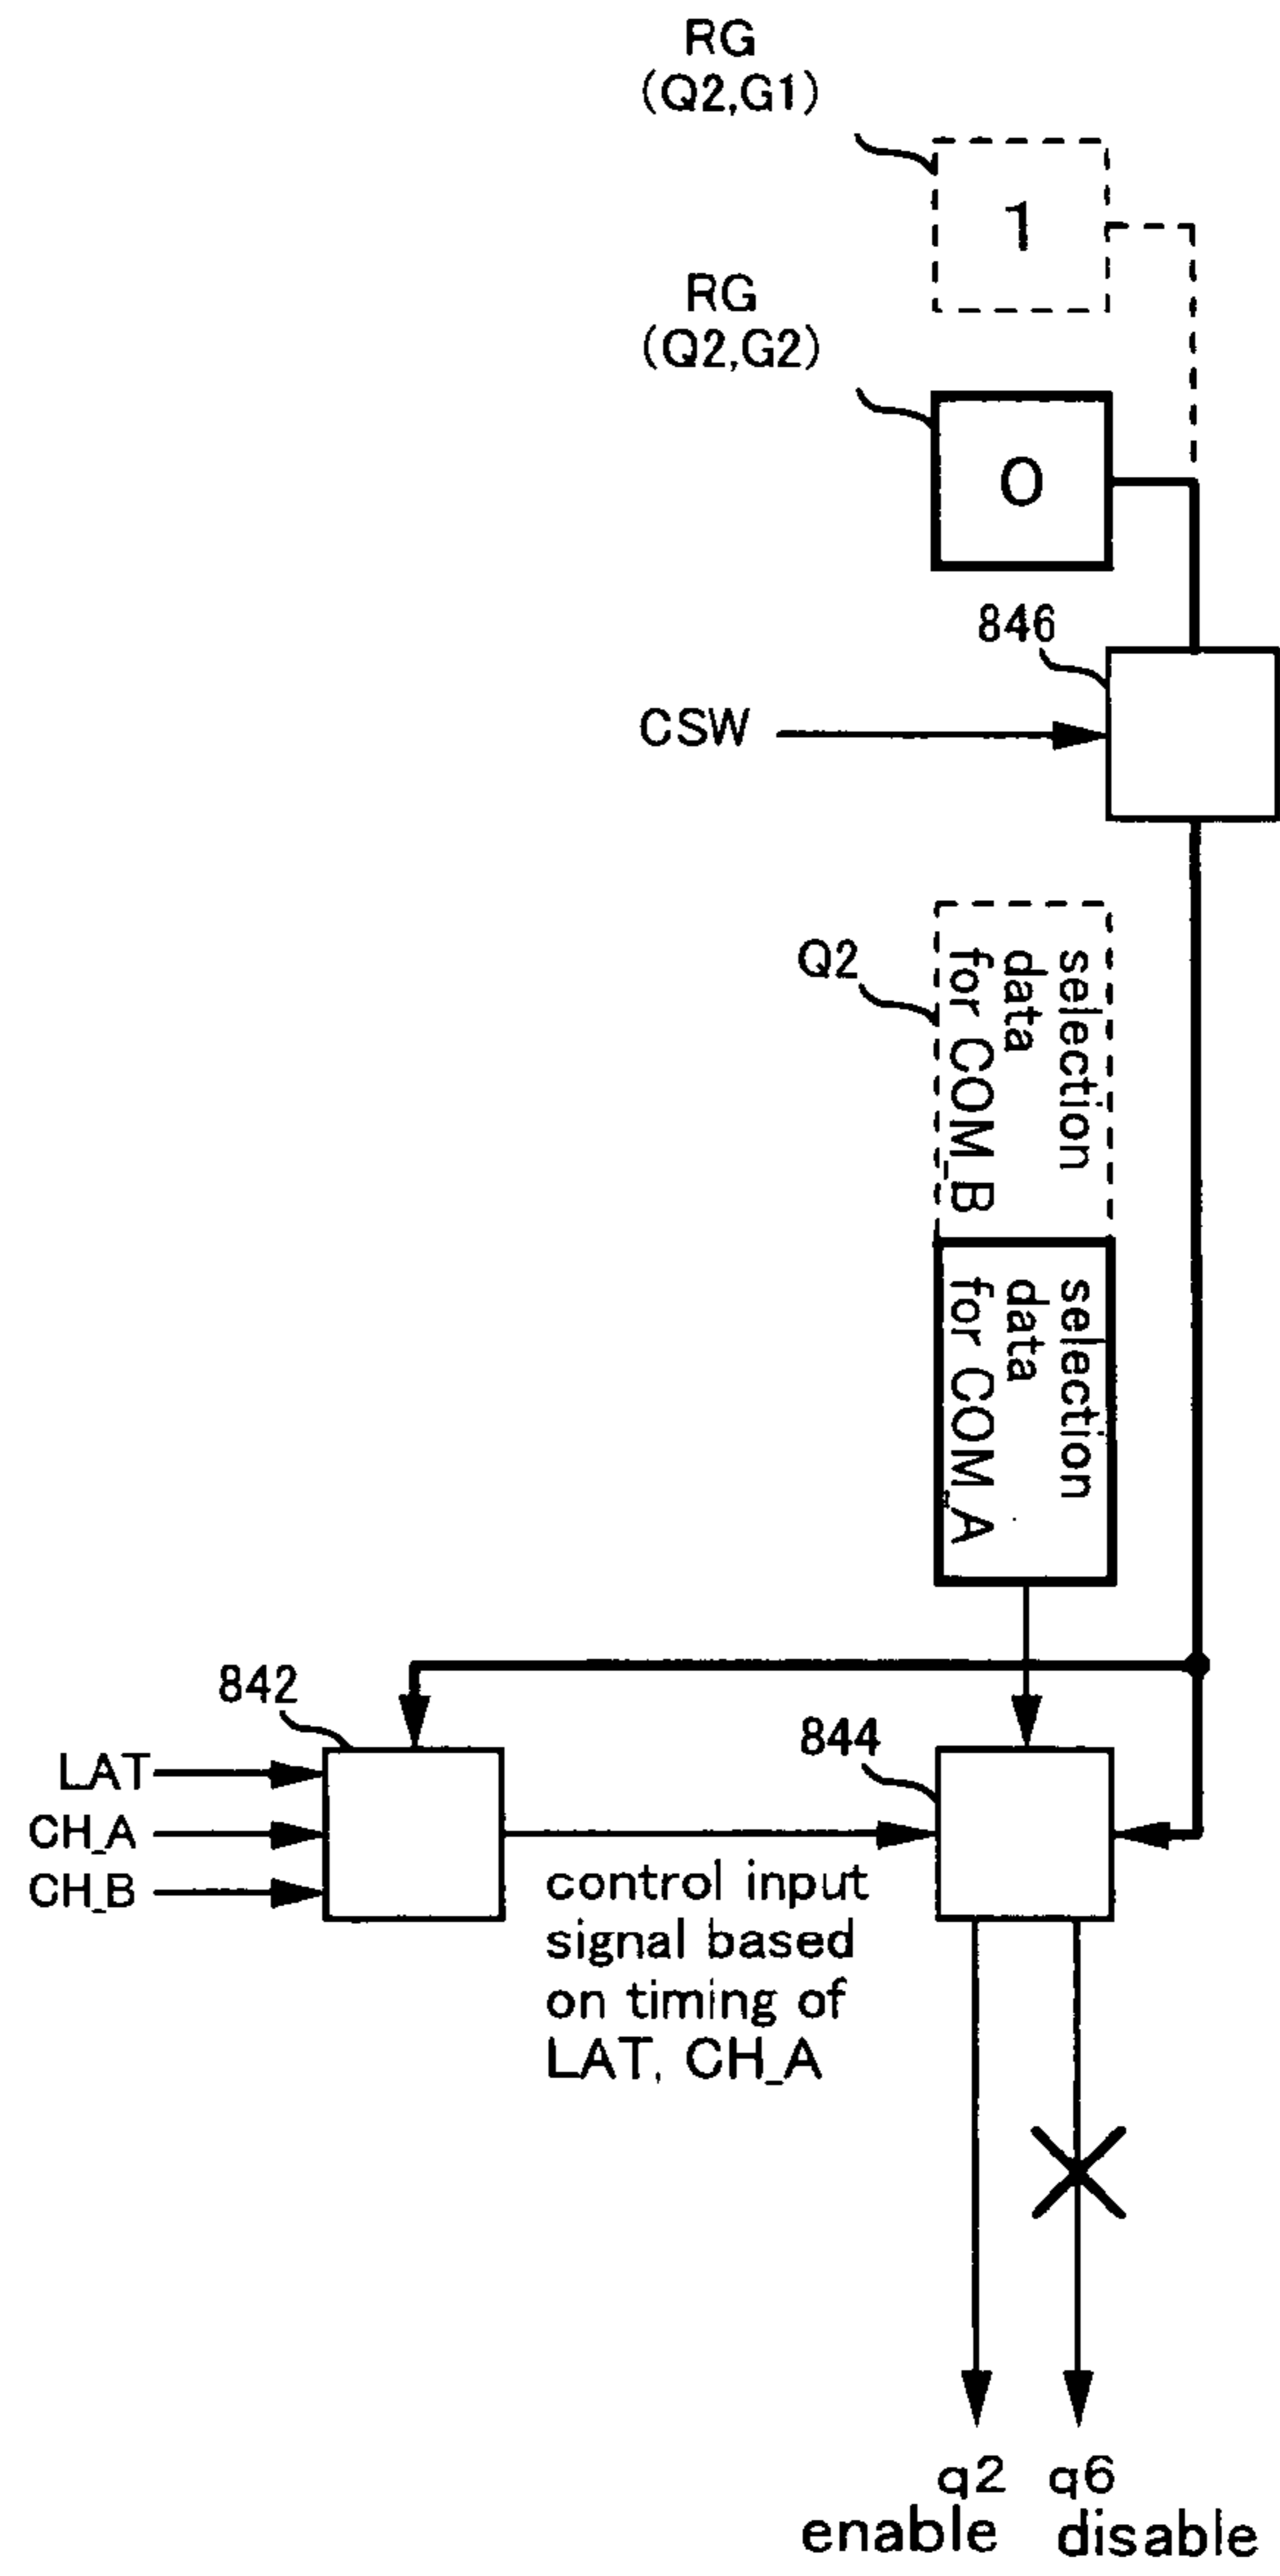 RG
(Q2,G1)
1
RG
(Q2,G2)
0
846
CSW
Q2
selection
data
for COM_B
selection
data
for COM_A
842
844
LAT
CH_A
CH_B
control input
signal based
on timing of
LAT, CH_A
q2 q6
enable disable